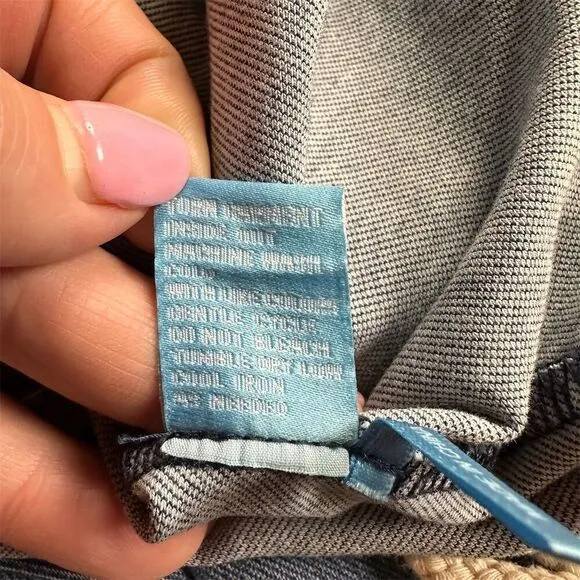 TURN GARMENT
INSIDE OUT
MACHINE WASH
COLD
WITH LIKE COLORS
GENTLE CYCLE
DO NOT BLEACH
TUMBLE DRY LOW
COOL IRON
AS NEEDED